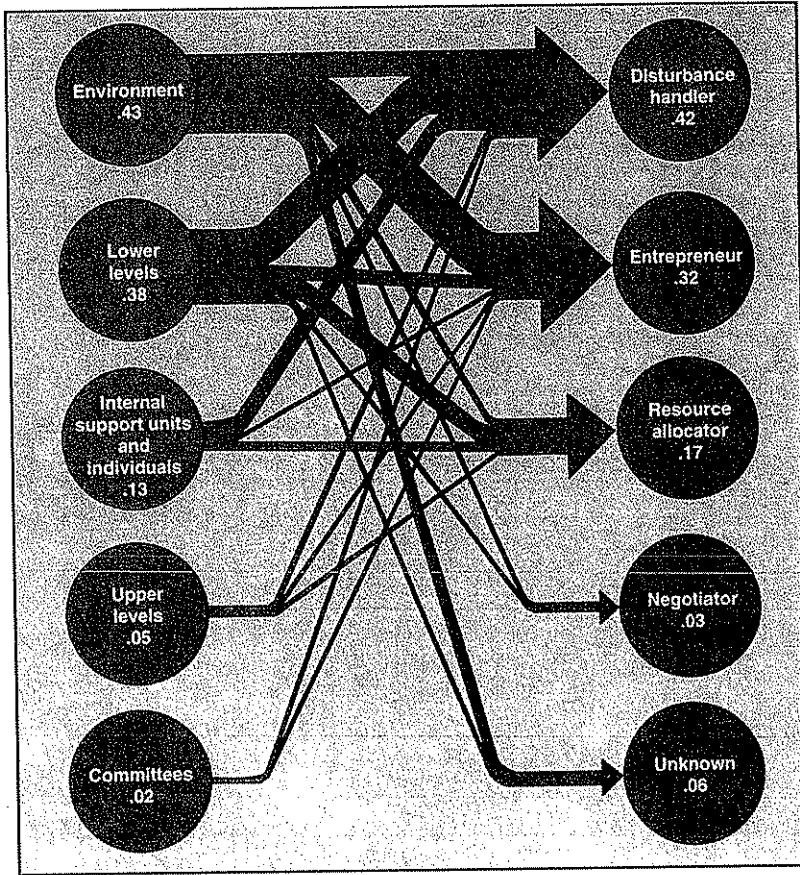 Environment
.43
Disturbance
handler
.42
Lower
levels
.38
Entrepreneur
.32
Internal
support units
and
individuals
.13
Resource
allocator
.17
Upper
levels
.05
Negotiator
.03
Committees
.02
Unknown
.06